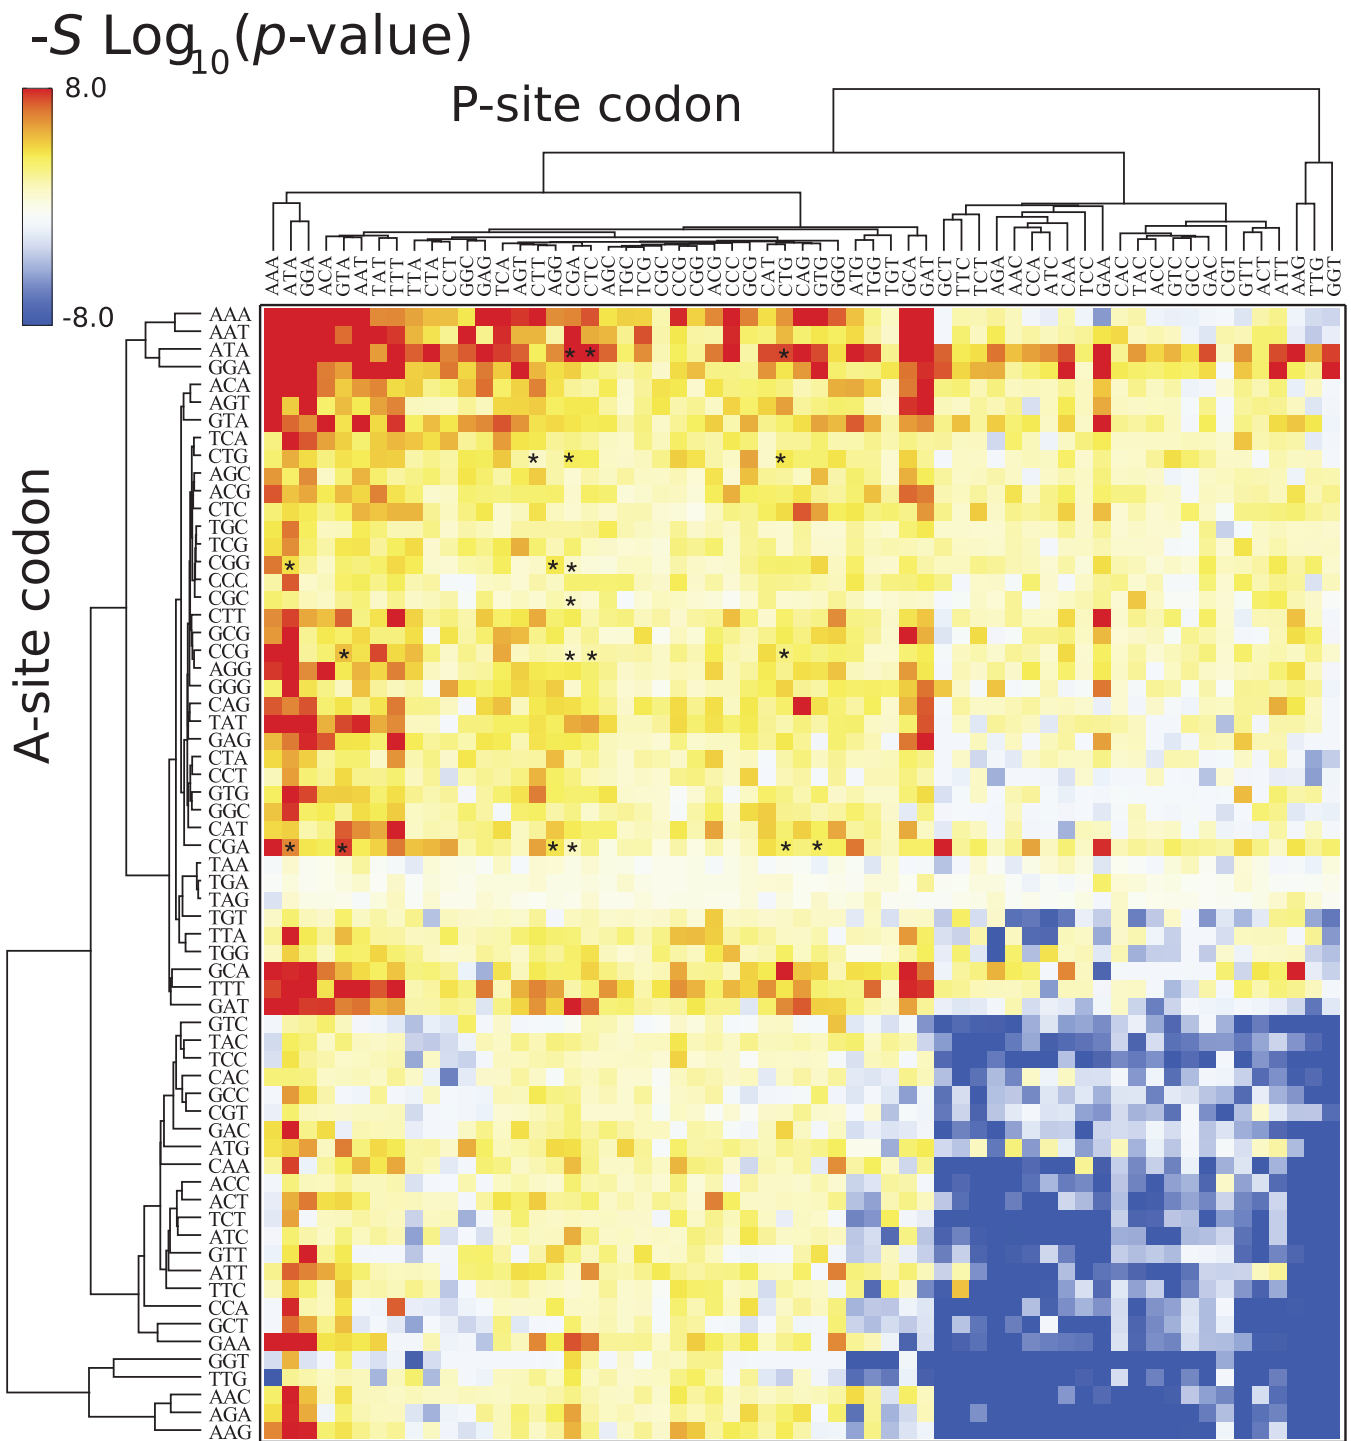 -S Log10(p-value)
8.0
-8.0
P-site codon
AAA ATA GGA ACA GTA AAT TAT TTT TTA CTA CCT GGC GAG TCA AGT CTT AGG CGA CTC AGC TGC TCG CGC CCG CGG ACG CCC GCG CAT CTG CAG GTG GGG ATG TGG TGT GCA GAT GCT TTC TCT AGA AAC CCA ATC CAA TCC GAA CAC TAC ACC GTC GCC GAC CGT GTT ACT ATT AAG TTG GGT
A-site codon
AAA
AAT
ATA * * *
GGA
ACA
AGT
GTA
TCA
CTG * * *
AGC
ACG
CTC
TGC
TCG
CGG * * *
CCC
CGC *
CTT
GCG
CCG * * * *
AGG
GGG
CAG
TAT
GAG
CTA
CCT
GTG
GGC
CAT
CGA * * * * * *
TAA
TGA
TAG
TGT
TTA
TGG
GCA
TTT
GAT
GTC
TAC
TCC
CAC
GCC
CGT
GAC
ATG
CAA
ACC
ACT
TCT
ATC
GTT
ATT
TTC
CCA
GCT
GAA
GGT
TTG
AAC
AGA
AAG